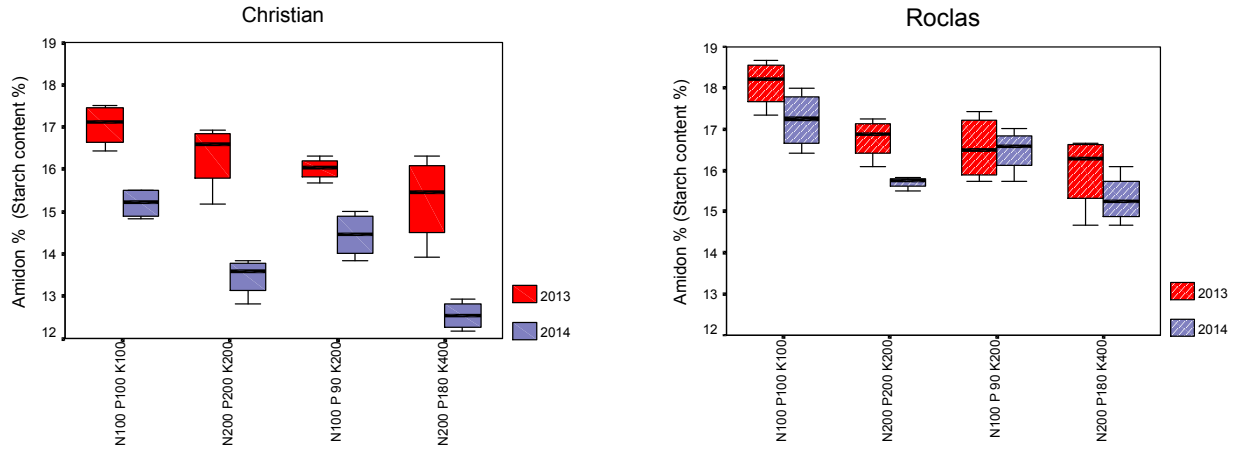 Christian
Amidon % (Starch content %)
19
18
17
16
15
14
13
12
N100 P100 K100
N200 P200 K200
N100 P 90 K200
N200 P180 K400
2013
2014
Roclas
Amidon % (Starch content %)
19
18
17
16
15
14
13
12
N100 P100 K100
N200 P200 K200
N100 P 90 K200
N200 P180 K400
2013
2014